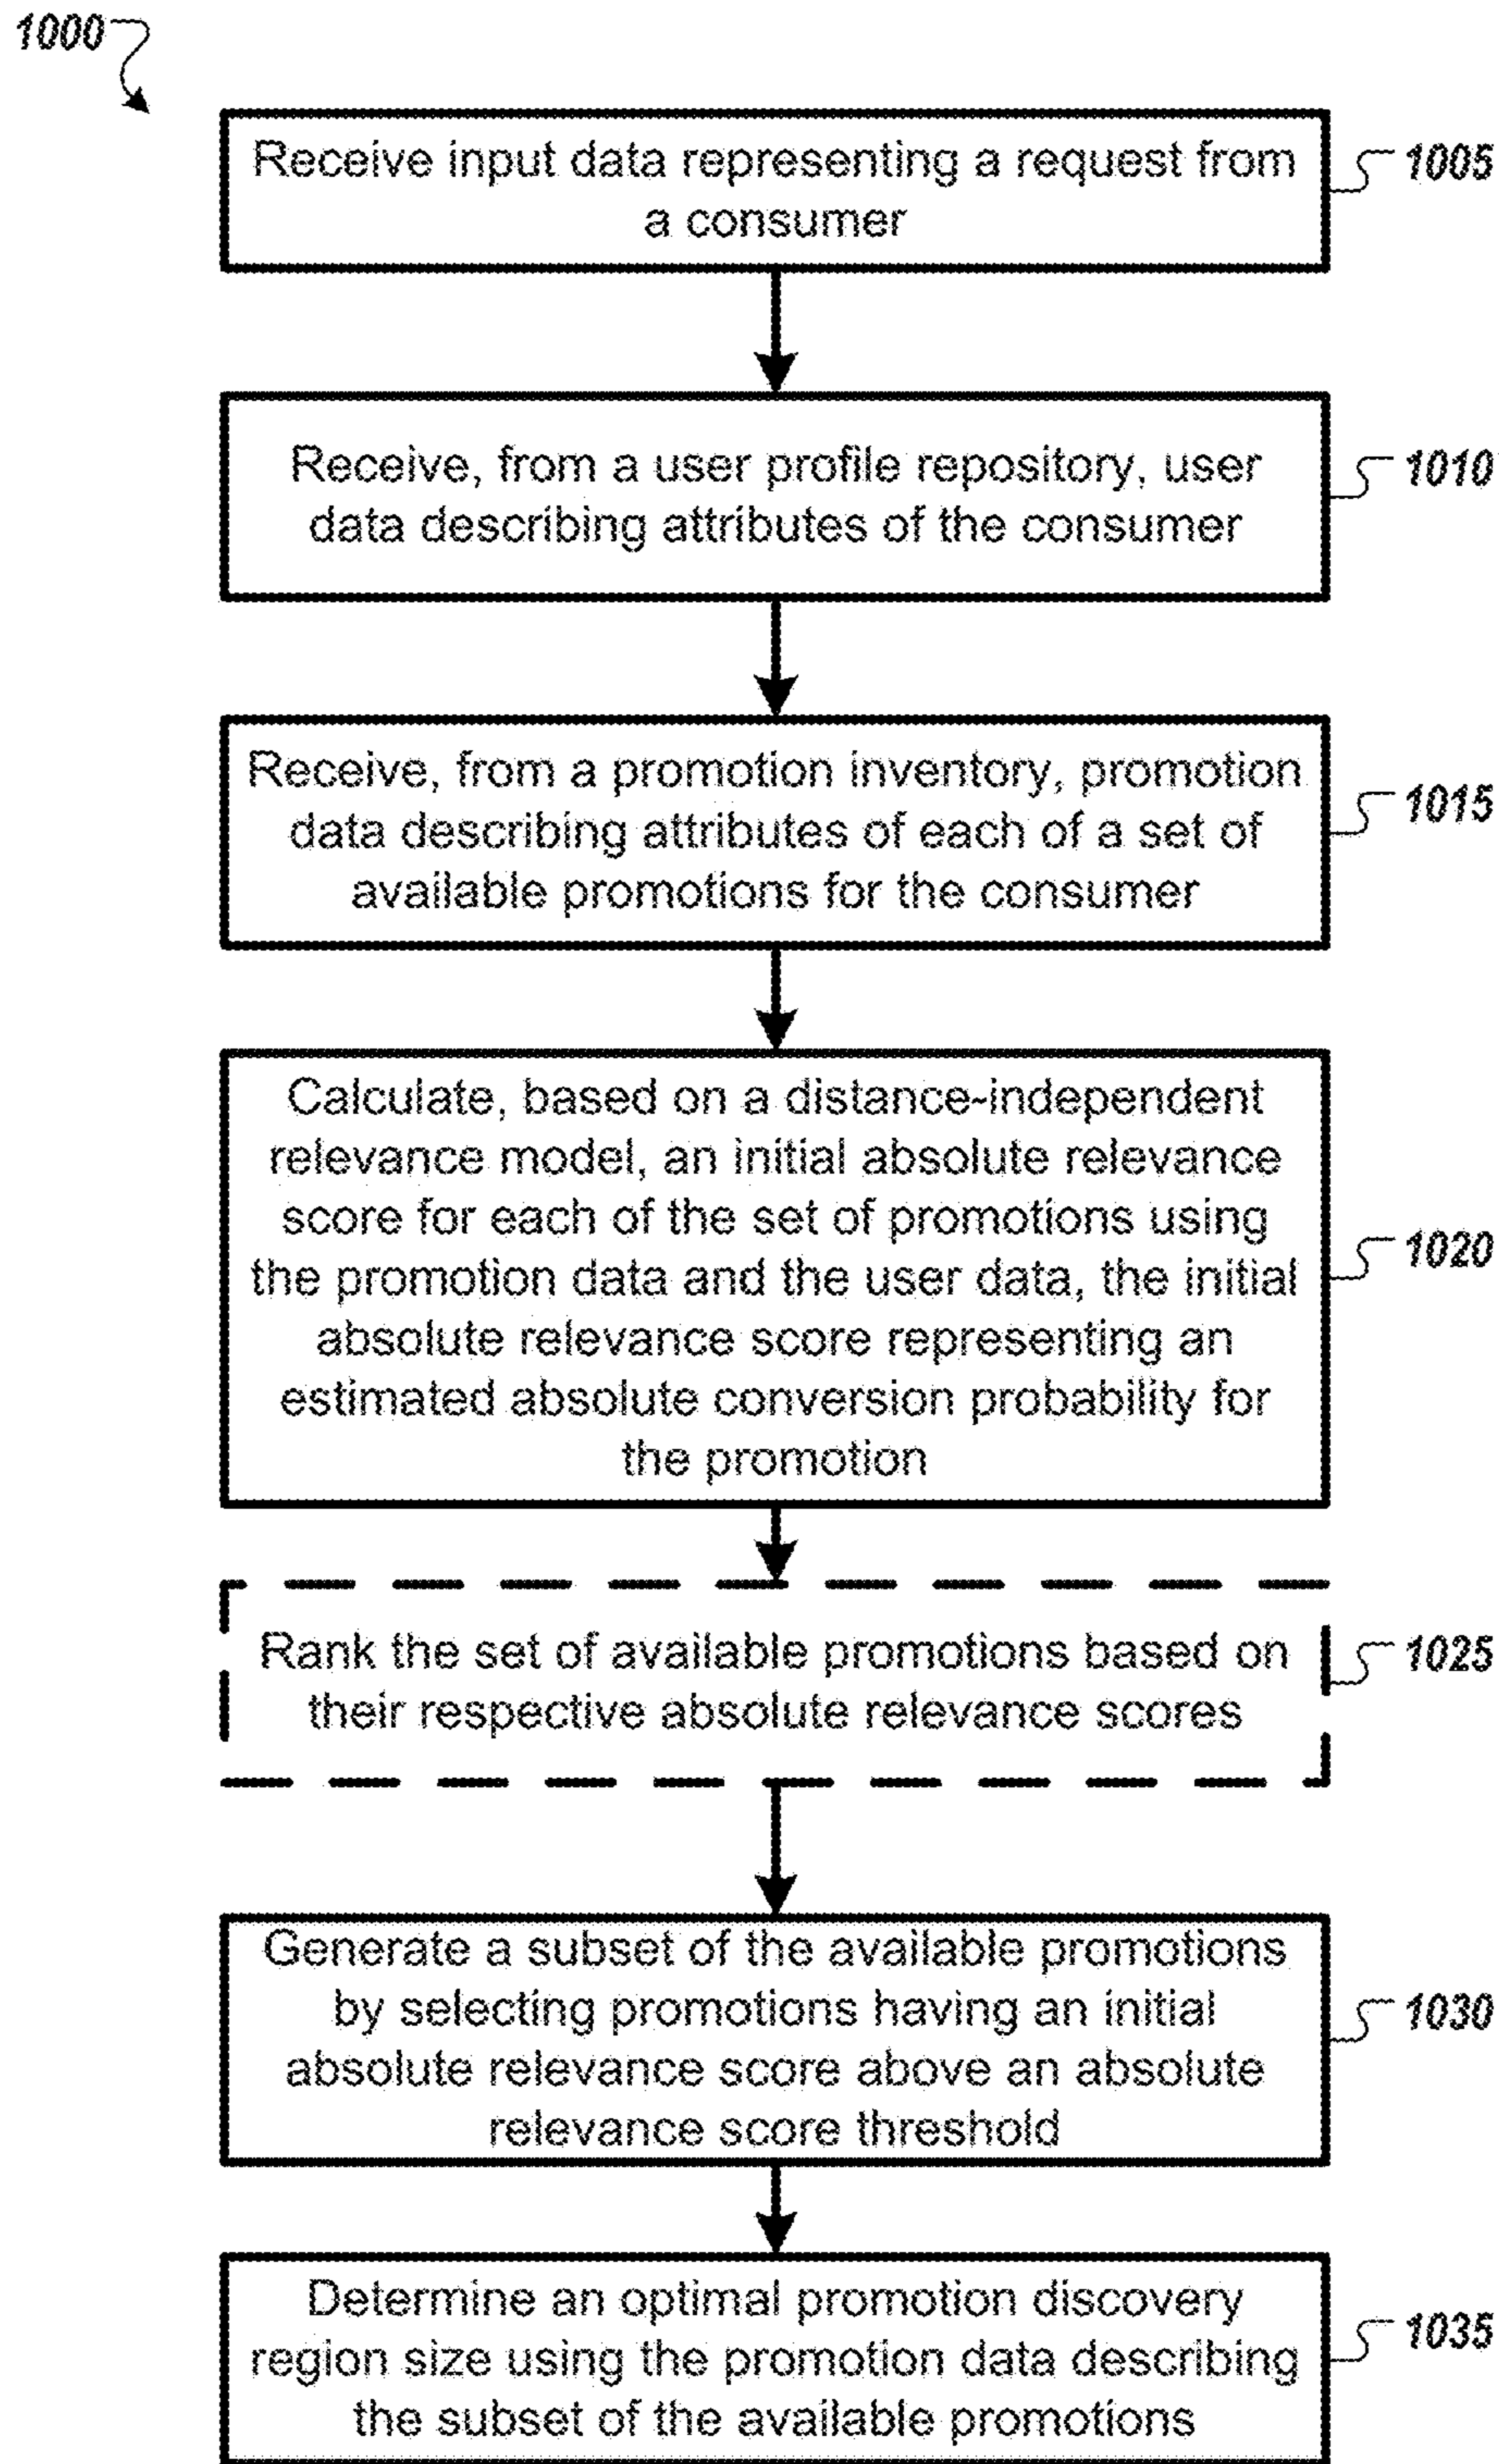 1000
Receive input data representing a request from
a consumer
1005
Receive, from a user profile repository, user
data describing attributes of the consumer
1010
Receive, from a promotion inventory, promotion
data describing attributes of each of a set of
available promotions for the consumer
1015
Calculate, based on a distance-independent
relevance model, an initial absolute relevance
score for each of the set of promotions using
the promotion data and the user data, the initial
absolute relevance score representing an
estimated absolute conversion probability for
the promotion
1020
Rank the set of available promotions based on
their respective absolute relevance scores
1025
Generate a subset of the available promotions
by selecting promotions having an initial
absolute relevance score above an absolute
relevance score threshold
1030
Determine an optimal promotion discovery
region size using the promotion data describing
the subset of the available promotions
1035